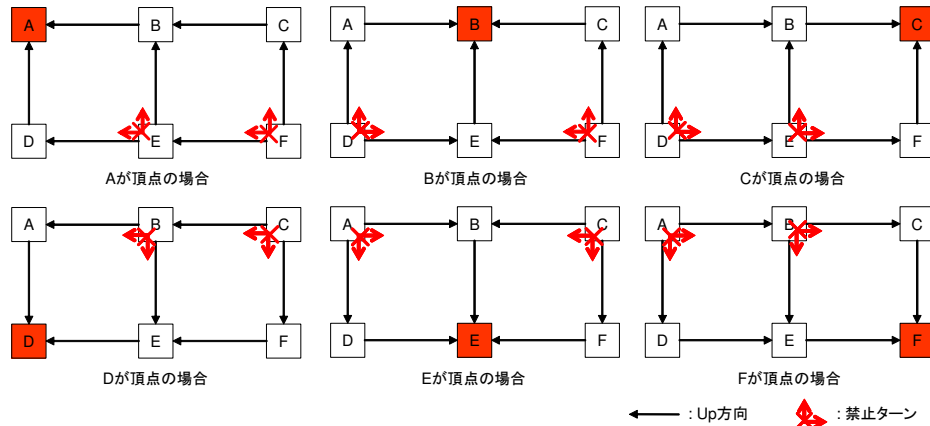 A B C
D E F
Aが頂点の場合
A B C
D E F
Bが頂点の場合
A B C
D E F
Cが頂点の場合
A B C
D E F
Dが頂点の場合
A B C
D E F
Eが頂点の場合
A B C
D E F
Fが頂点の場合
: Up方向
: 禁止ターン